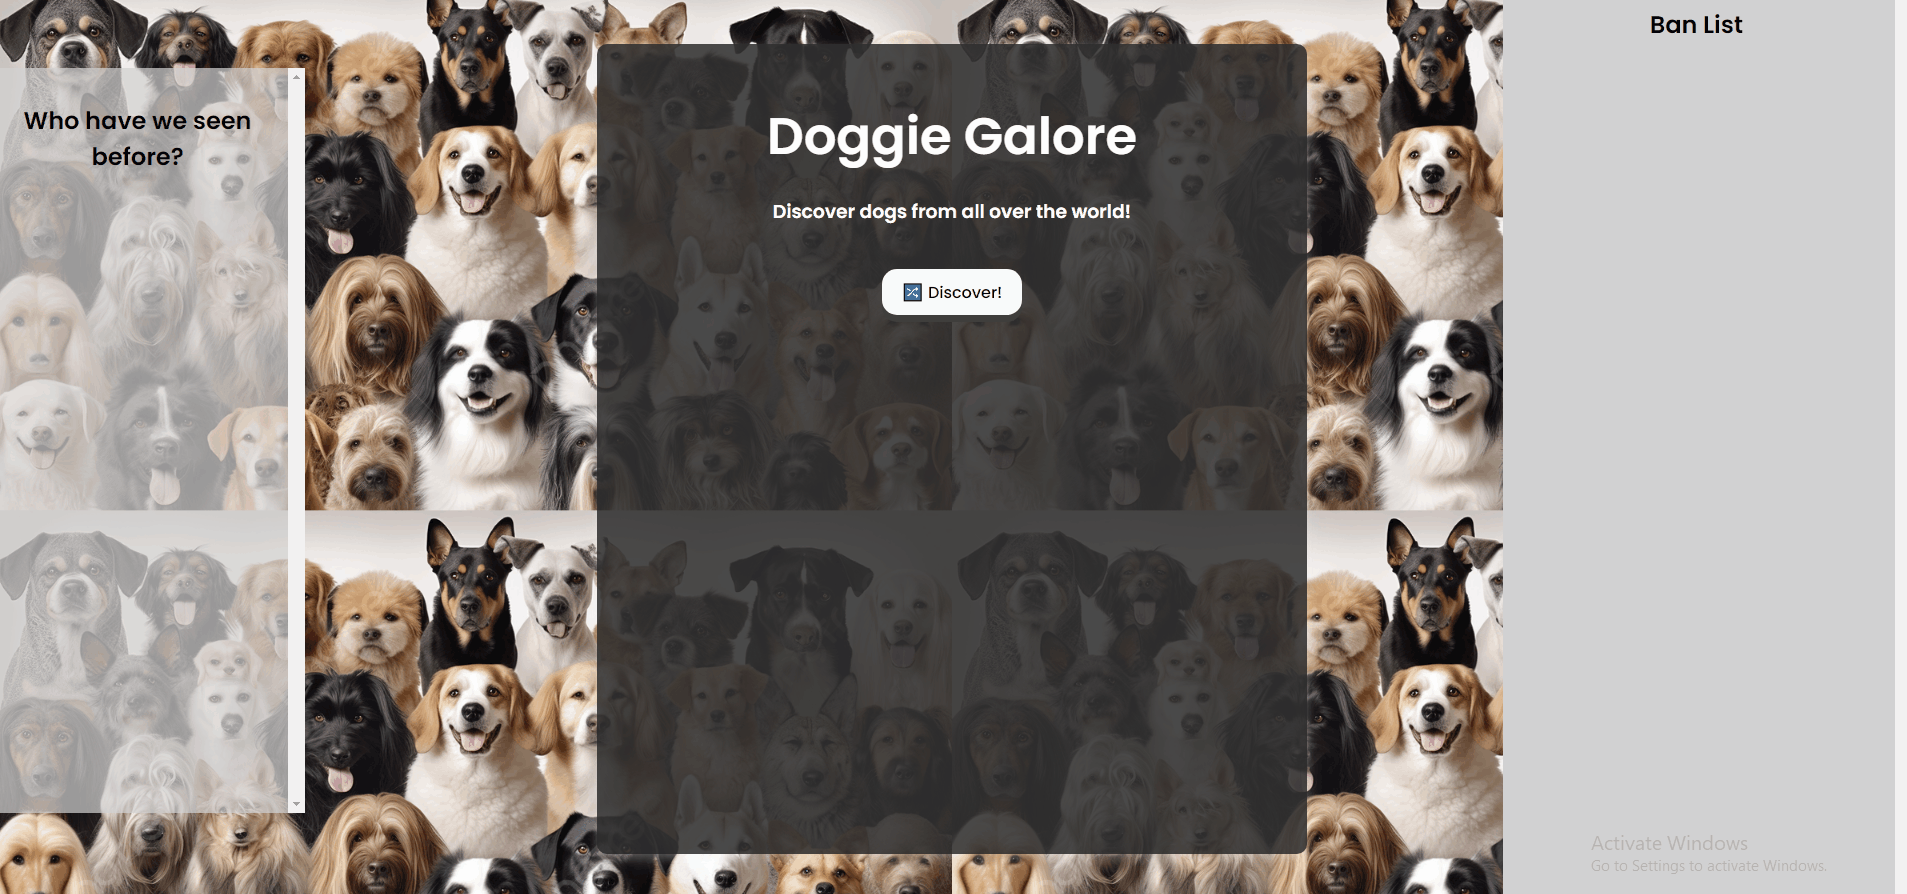 Who have we seen
before?
Doggie Galore
Discover dogs from all over the world!
🔀 Discover!
Ban List
Activate Windows
Go to Settings to activate Windows.